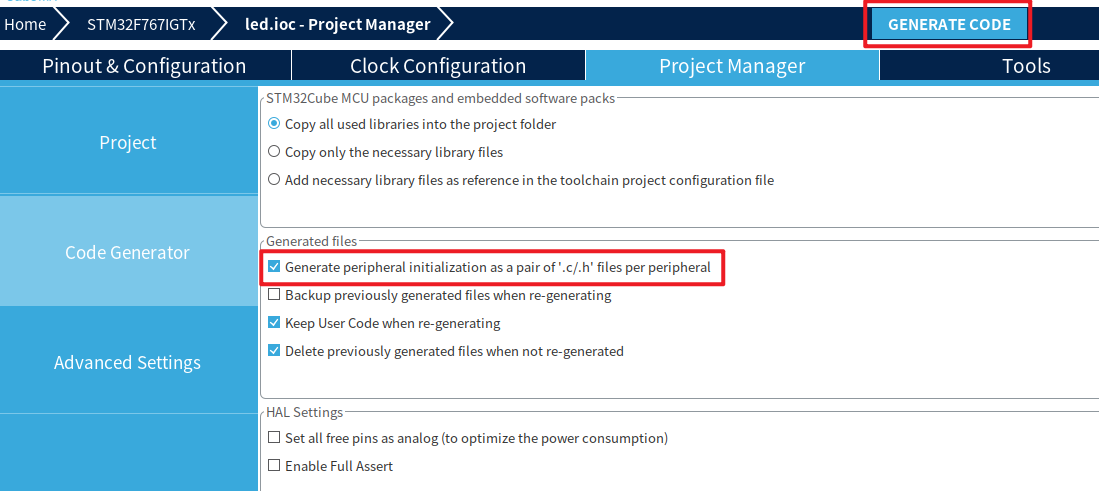 Home STM32F767IGTx led.ioc - Project Manager GENERATE CODE
Pinout & Configuration Clock Configuration Project Manager Tools
STM32Cube MCU packages and embedded software packs
Project
Copy all used libraries into the project folder
Copy only the necessary library files
Add necessary library files as reference in the toolchain project configuration file
Code Generator
Generated files
Generate peripheral initialization as a pair of '.c/.h' files per peripheral
Backup previously generated files when re-generating
Keep User Code when re-generating
Delete previously generated files when not re-generated
Advanced Settings
HAL Settings
Set all free pins as analog (to optimize the power consumption)
Enable Full Assert